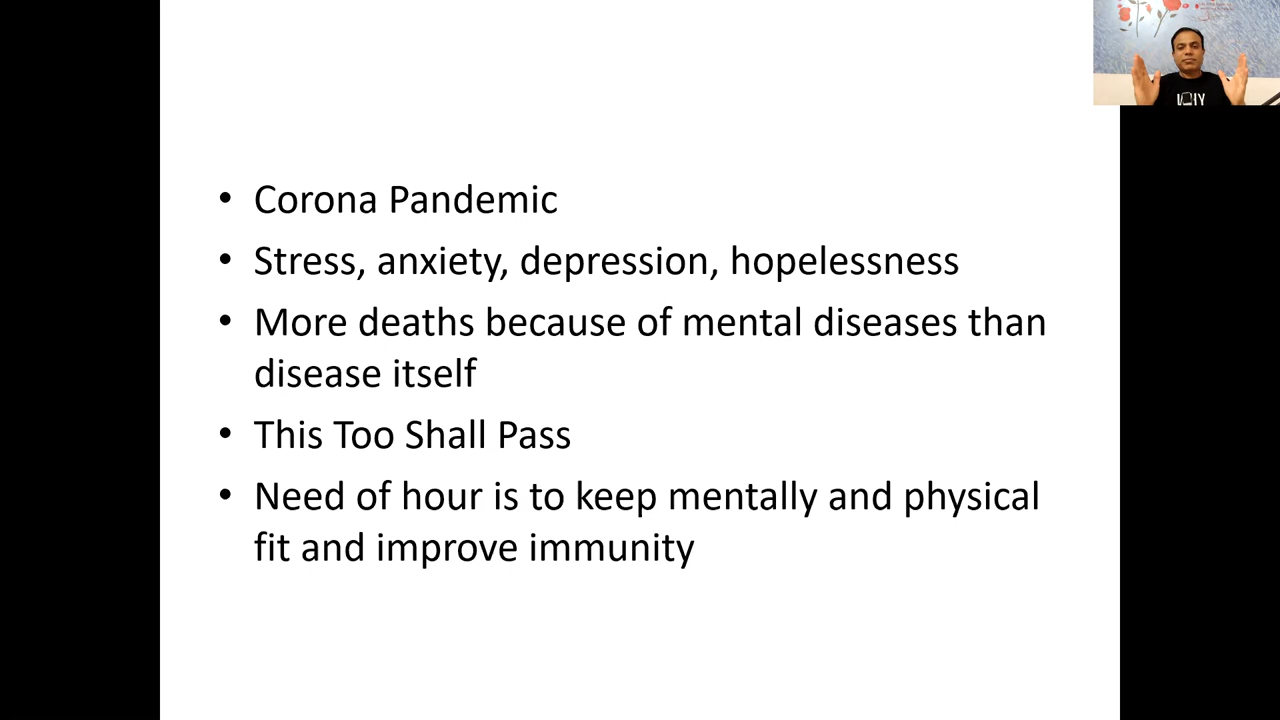 • Corona Pandemic
• Stress, anxiety, depression, hopelessness
• More deaths because of mental diseases than
disease itself
• This Too Shall Pass
• Need of hour is to keep mentally and physical
fit and improve immunity